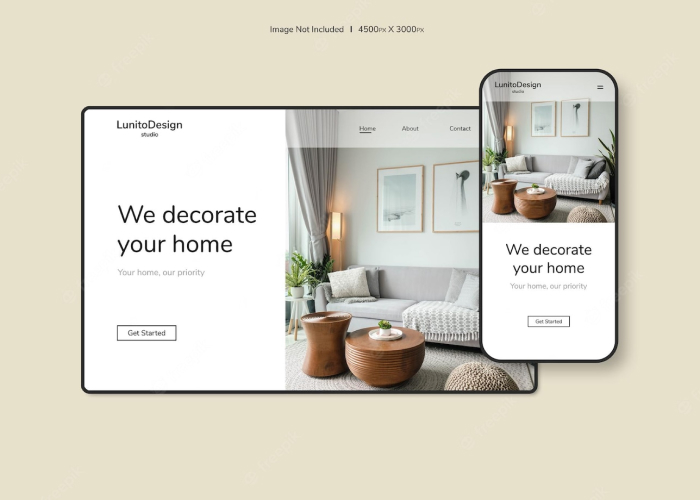 Image Not Included | 4500PX X 3000PX
LunitoDesign
studio
Home About Contact
We decorate
your home
Your home, our priority
Get Started
LunitoDesign
studio
We decorate
your home
Your home, our priority
Get Started